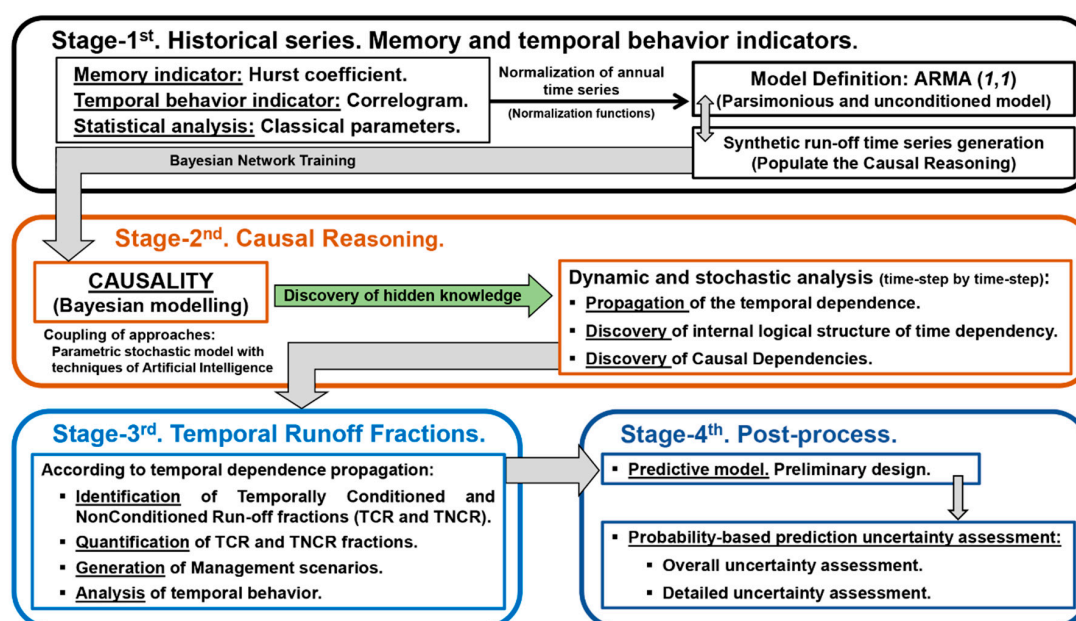 Stage-1st. Historical series. Memory and temporal behavior indicators.
Memory indicator: Hurst coefficient.
Temporal behavior indicator: Correlogram.
Statistical analysis: Classical parameters.
Normalization of annual
time series
(Normalization functions)
Model Definition: ARMA (1,1)
(Parsimonious and unconditioned model)
Synthetic run-off time series generation
(Populate the Causal Reasoning)
Bayesian Network Training
Stage-2nd. Causal Reasoning.
CAUSALITY
(Bayesian modelling)
Coupling of approaches:
Parametric stochastic model with
techniques of Artificial Intelligence
Discovery of hidden knowledge
Dynamic and stochastic analysis (time-step by time-step):
▪ Propagation of the temporal dependence.
▪ Discovery of internal logical structure of time dependency.
▪ Discovery of Causal Dependencies.
Stage-3rd. Temporal Runoff Fractions.
According to temporal dependence propagation:
▪ Identification of Temporally Conditioned and
NonConditioned Run-off fractions (TCR and TNCR).
▪ Quantification of TCR and TNCR fractions.
▪ Generation of Management scenarios.
▪ Analysis of temporal behavior.
Stage-4th. Post-process.
▪ Predictive model. Preliminary design.
▪ Probability-based prediction uncertainty assessment:
▪ Overall uncertainty assessment.
▪ Detailed uncertainty assessment.